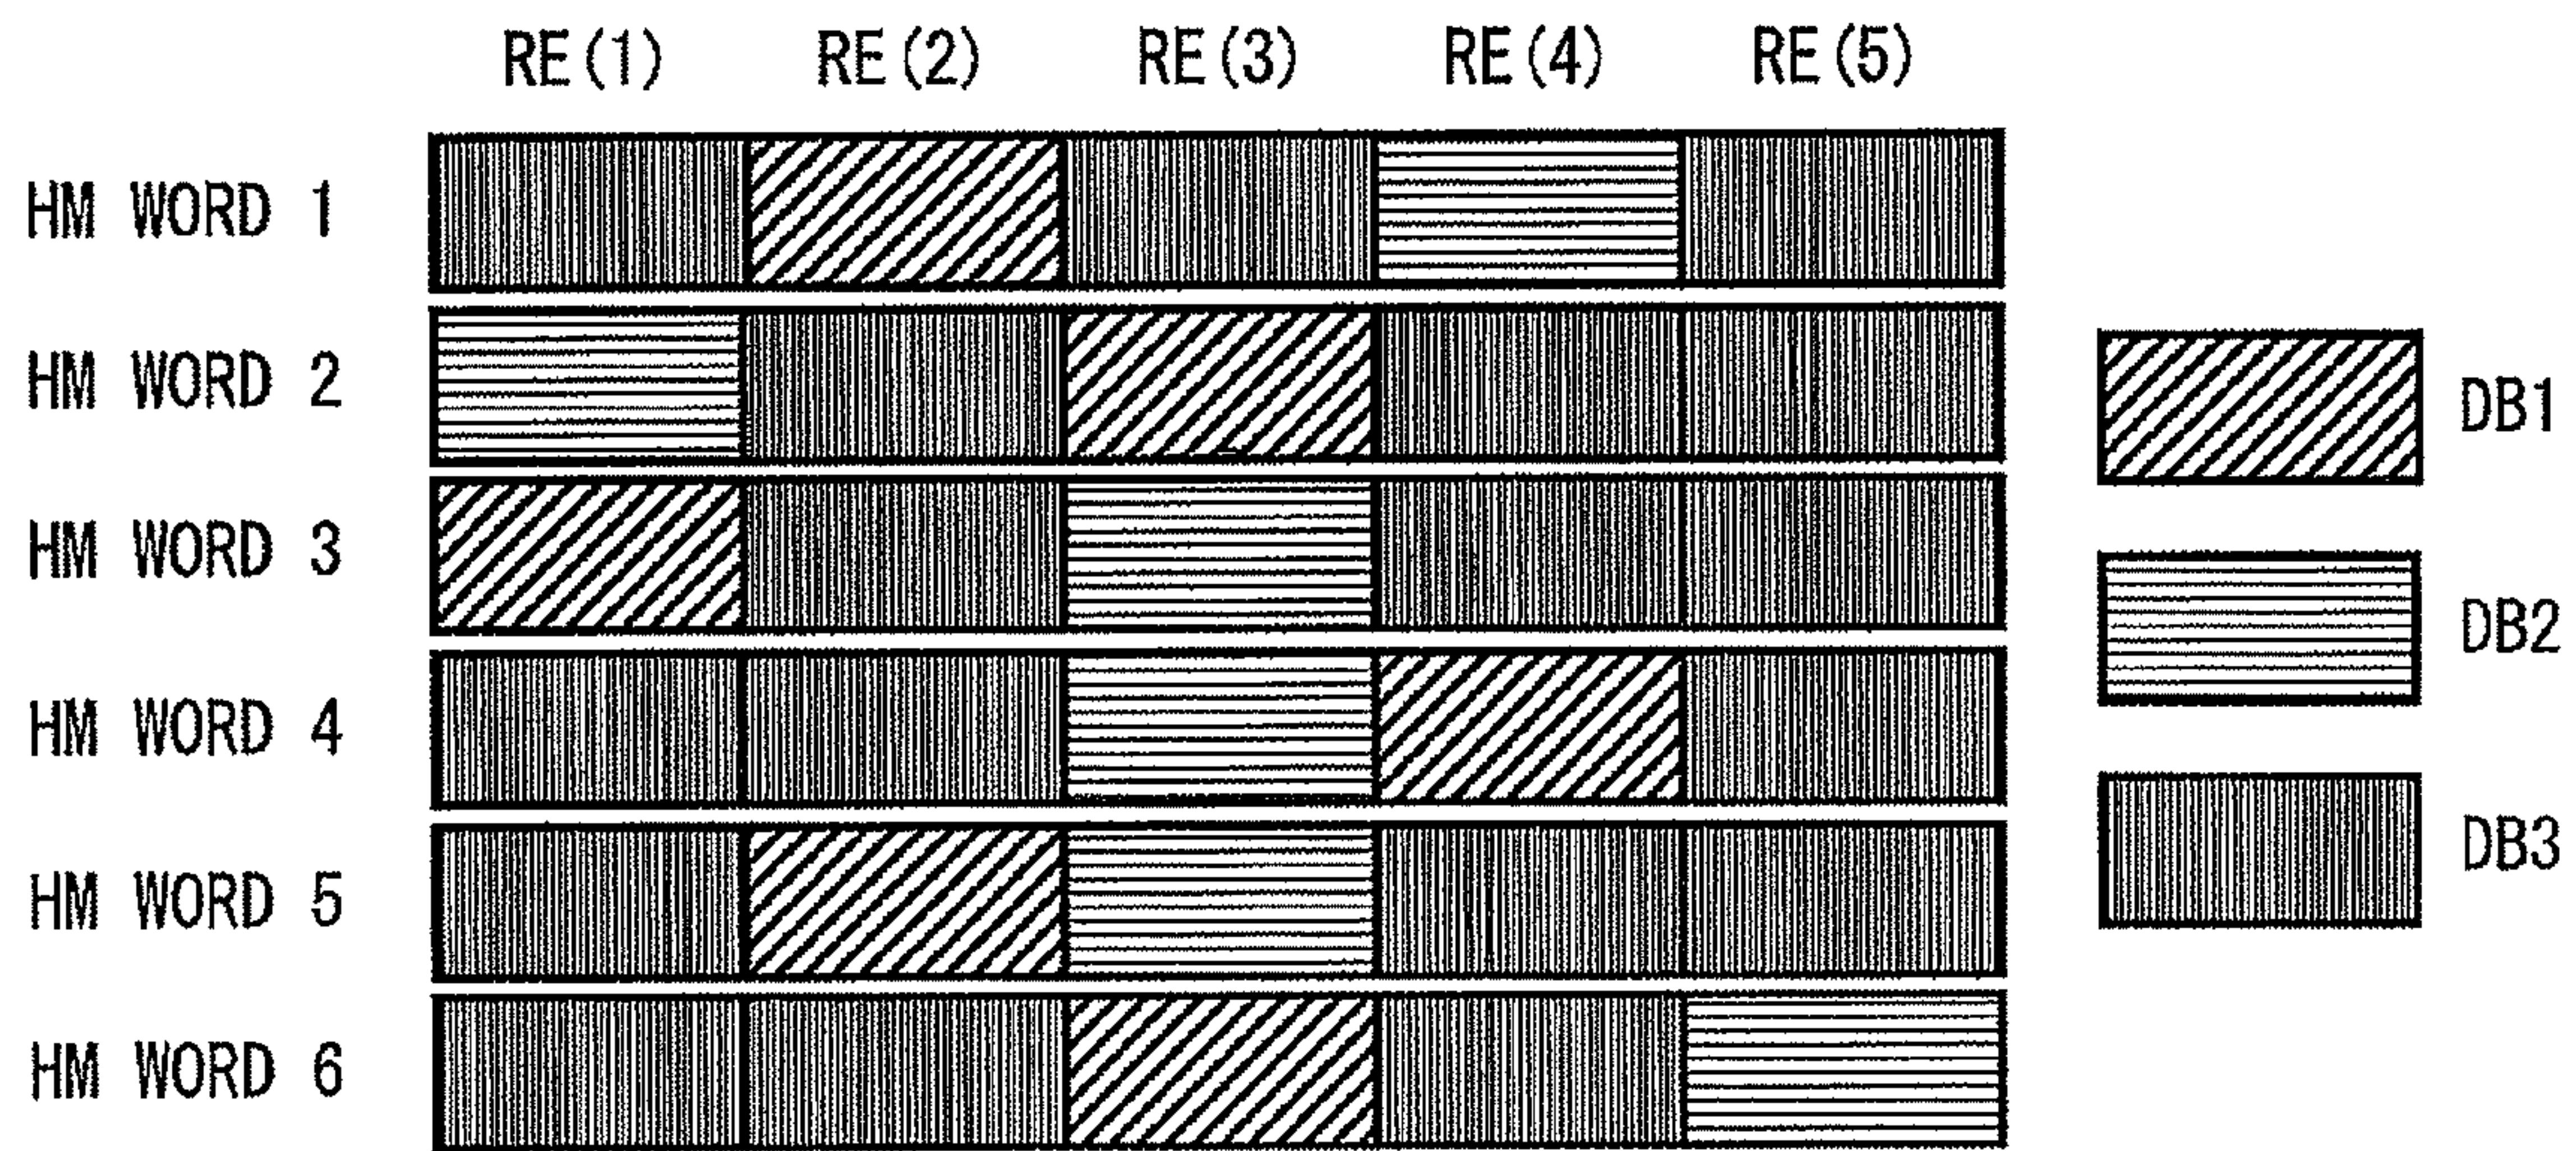 RE(1) RE(2) RE(3) RE(4) RE(5)
HM WORD 1
HM WORD 2
HM WORD 3
HM WORD 4
HM WORD 5
HM WORD 6
DB1
DB2
DB3